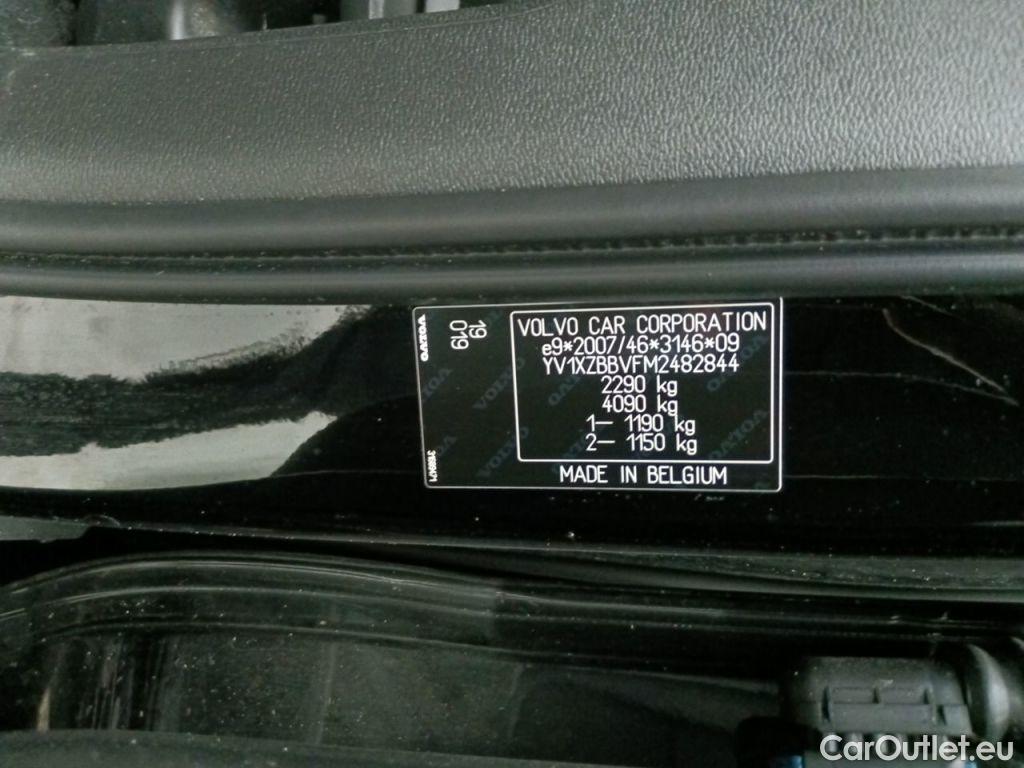 VOLVO
19
019
VOLVO CAR CORPORATION
e9*2007/46*3146*09
YV1XZBBVFM2482844
2290 kg
4090 kg
1– 1190 kg
2– 1150 kg
MADE IN BELGIUM
CarOutlet.eu